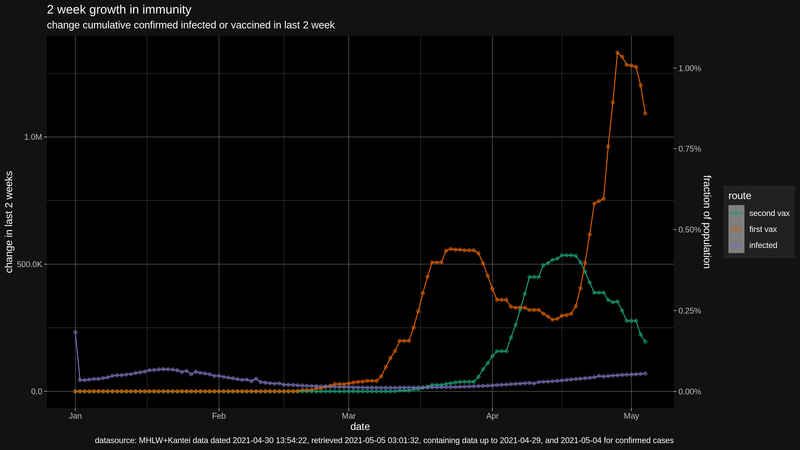 2 week growth in immunity
change cumulative confirmed infected or vaccined in last 2 week
1.0M
500.0K
0.0
change in last 2 weeks
1.00%
0.75%
0.50%
0.25%
0.00%
fraction of population
route
second vax
first vax
infected
Jan
Feb
Mar
Apr
May
date
datasource: MHLW+Kantei data dated 2021-04-30 13:54:22, retrieved 2021-05-05 03:01:32, containing data up to 2021-04-29, and 2021-05-04 for confirmed cases